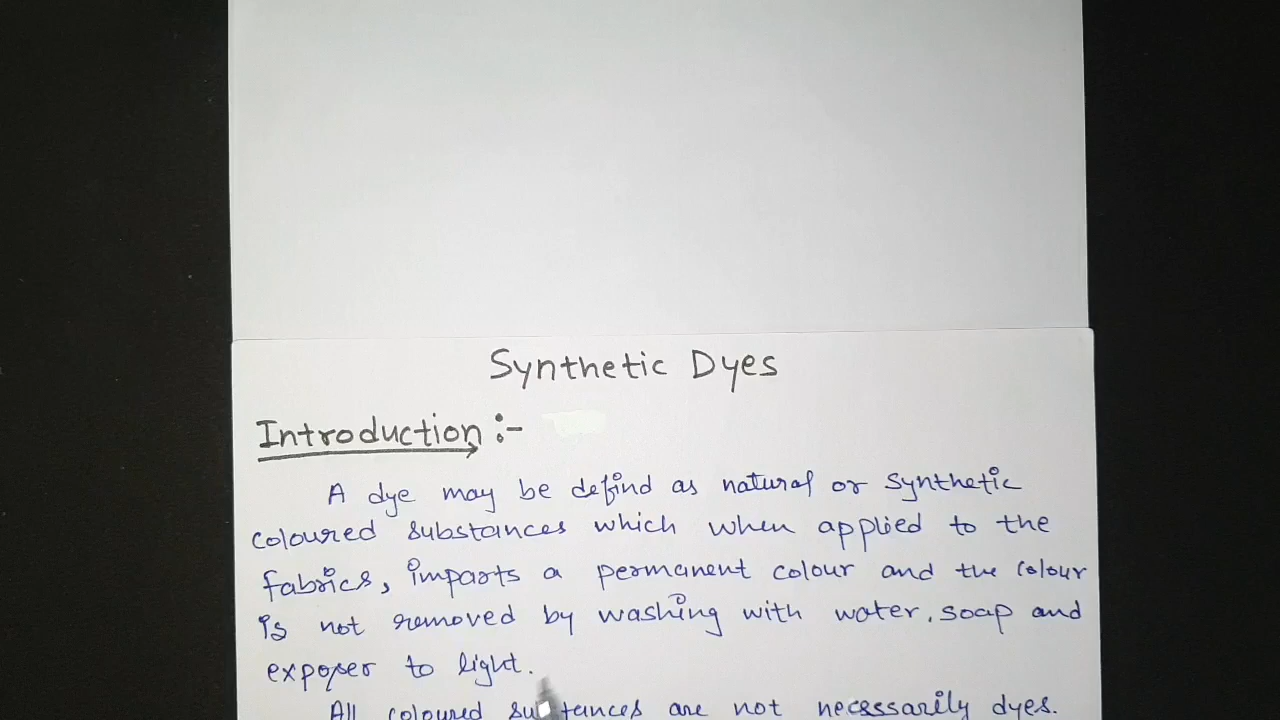 Synthetic Dyes
Introduction :-
A dye may be defind as natural or synthetic
coloured substances which when applied to the
fabrics, imparts a permanent colour and the colour
is not removed by washing with water, soap and
exposer to light.
All coloured substances are not necessarily dyes.